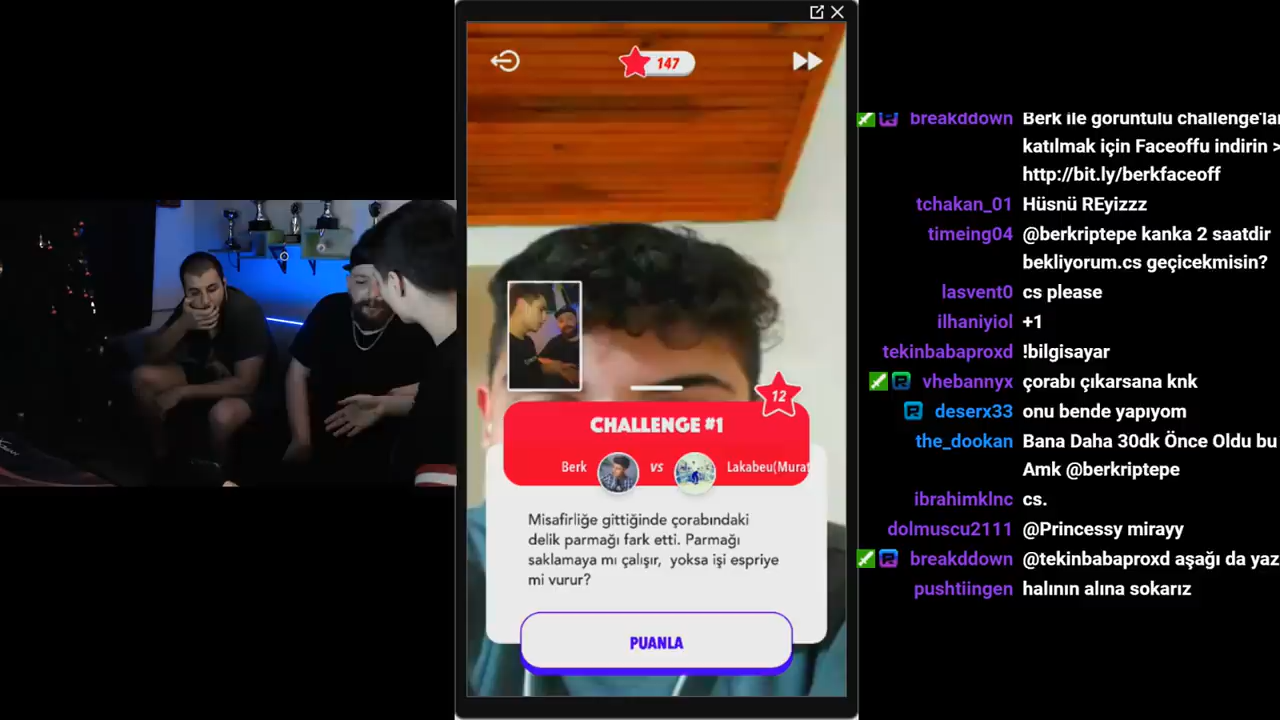 147
12
CHALLENGE #1
Berk vs Lakabeu(Murat
Misafirliğe gittiğinde çorabındaki
delik parmağı fark etti. Parmağı
saklamaya mı çalışır, yoksa işi espriye
mi vurur?
PUANLA
breakddown Berk ile goruntulu challenge'lar
katılmak için Faceoffu indirin >
http://bit.ly/berkfaceoff
tchakan_01 Hüsnü REyizzz
timeing04 @berkriptepe kanka 2 saatdir
bekliyorum.cs geçicekmisin?
lasvent0 cs please
ilhaniyiol +1
tekinbabaproxd !bilgisayar
vhebannyx çorabı çıkarsana knk
deserx33 onu bende yapıyom
the_dookan Bana Daha 30dk Önce Oldu bu
Amk @berkriptepe
ibrahimklnc cs.
dolmuscu2111 @Princessy mirayy
breakddown @tekinbabaproxd aşağı da yaz
pushtiingen halının alına sokarız